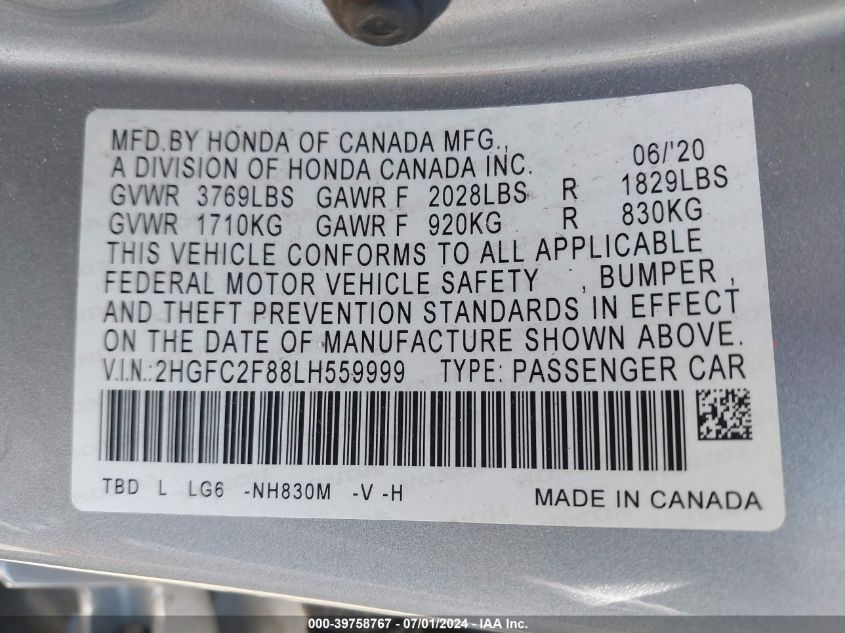 MFD.BY HONDA OF CANADA MFG.,
A DIVISION OF HONDA CANADA INC. 06/'20
GVWR 3769LBS GAWR F 2028LBS R 1829LBS
GVWR 1710KG GAWR F 920KG R 830KG
THIS VEHICLE CONFORMS TO ALL APPLICABLE
FEDERAL MOTOR VEHICLE SAFETY , BUMPER ,
AND THEFT PREVENTION STANDARDS IN EFFECT
ON THE DATE OF MANUFACTURE SHOWN ABOVE.
V.I.N.:2HGFC2F88LH559999 TYPE: PASSENGER CAR
TBD L LG6 -NH830M -V -H MADE IN CANADA
000-39758767 - 07/01/2024 - IAA Inc.